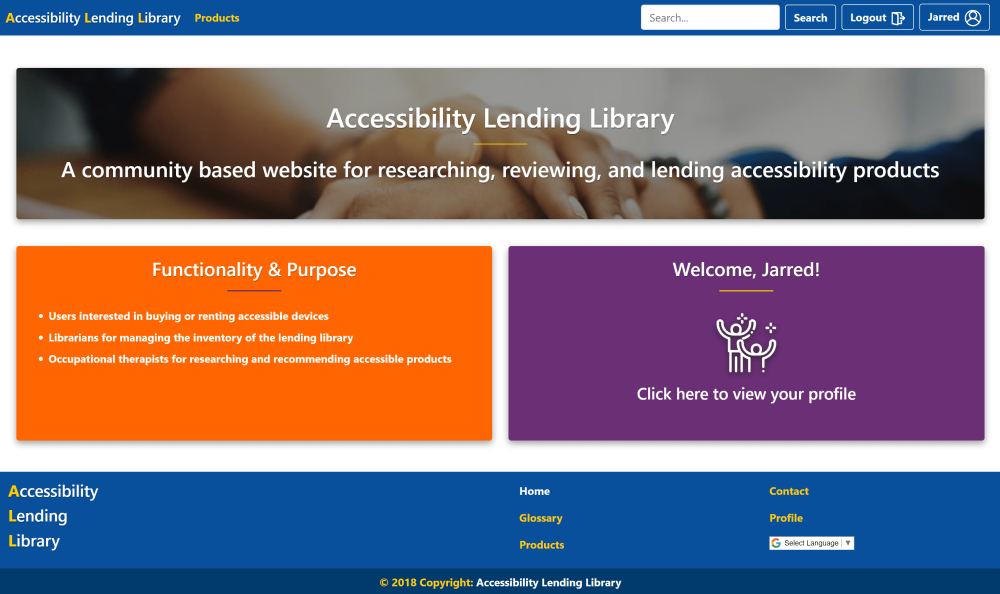 Accessibility Lending Library Products Search... Search Logout Jarred
Accessibility Lending Library
A community based website for researching, reviewing, and lending accessibility products
Functionality & Purpose
• Users interested in buying or renting accessible devices
• Librarians for managing the inventory of the lending library
• Occupational therapists for researching and recommending accessible products
Welcome, Jarred!
Click here to view your profile
Accessibility
Lending
Library
Home
Glossary
Products
Contact
Profile
G Select Language ▼
© 2018 Copyright: Accessibility Lending Library